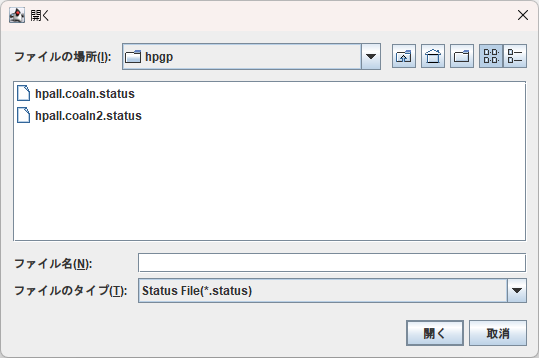 開く
ファイルの場所(I): hpgp
hpall.coaln.status
hpall.coaln2.status
ファイル名(N):
ファイルのタイプ(T): Status File(*.status)
開く 取消